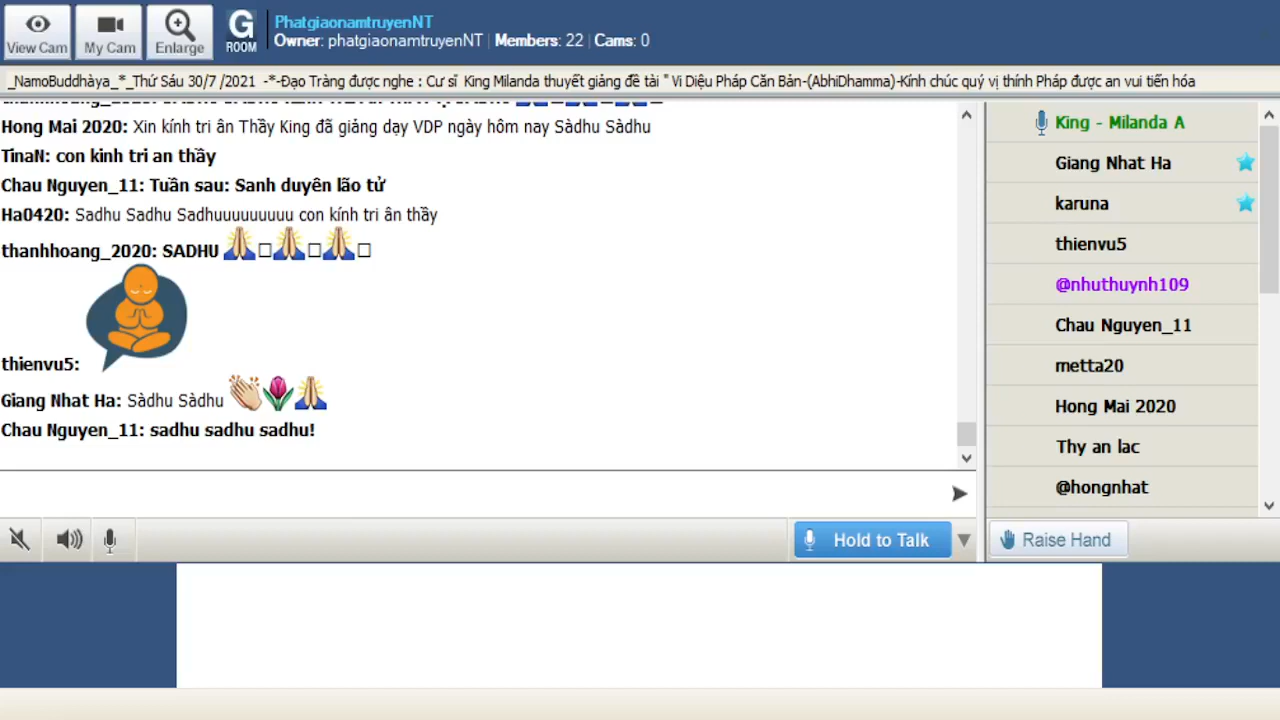 View Cam
My Cam
Enlarge
G
ROOM
PhatgiaonamtruyenNT
Owner: phatgiaonamtruyenNT | Members: 22 | Cams: 0
_NamoBuddhàya_*_Thứ Sáu 30/7 /2021 -*-Đạo Tràng được nghe : Cư sĩ King Milanda thuyết giảng đề tài " Vi Diệu Pháp Căn Bản-(AbhiDhamma)-Kính chúc quý vị thính Pháp được an vui tiến hóa
Hong Mai 2020: Xin kính tri ân Thầy King đã giảng dạy VDP ngày hôm nay Sàdhu Sàdhu
TinaN: con kinh tri an thầy
Chau Nguyen_11: Tuần sau: Sanh duyên lão tử
Ha0420: Sadhu Sadhu Sadhuuuuuuuuu con kính tri ân thầy
thanhhoang_2020: SADHU 🙏🙏🙏
thienvu5:
Giang Nhat Ha: Sàdhu Sàdhu 👏🌷🙏
Chau Nguyen_11: sadhu sadhu sadhu!
Hold to Talk
King - Milanda A
Giang Nhat Ha
karuna
thienvu5
@nhuthuynh109
Chau Nguyen_11
metta20
Hong Mai 2020
Thy an lac
@hongnhat
Raise Hand